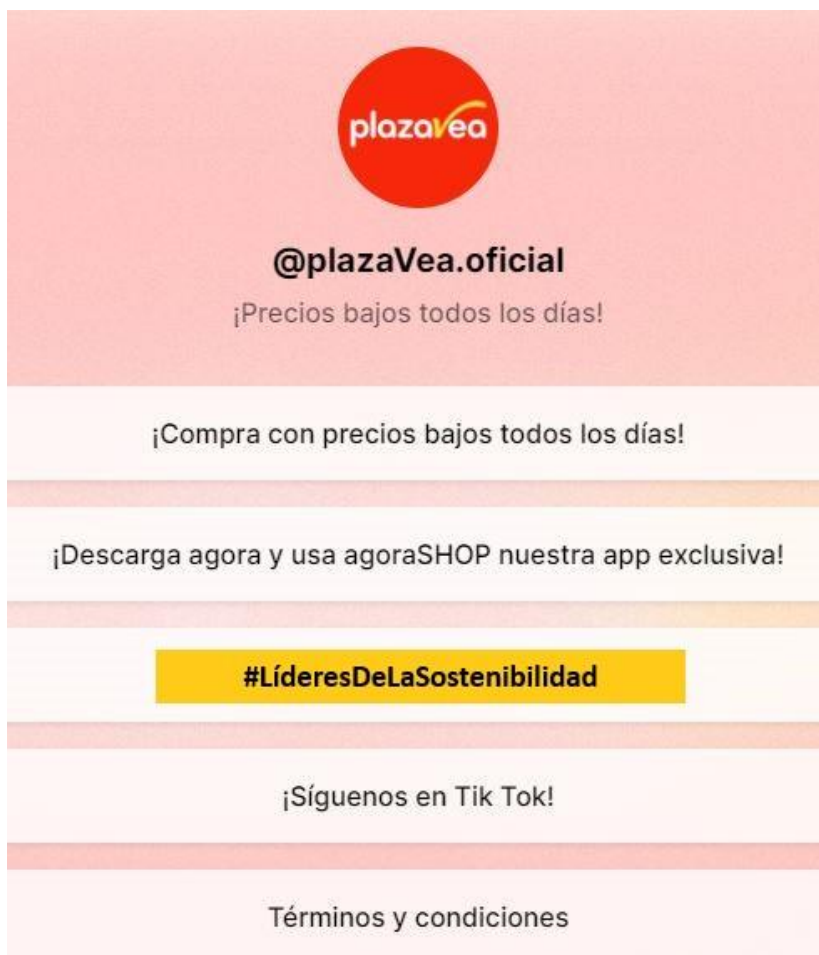 plazavea
@plazaVea.oficial
¡Precios bajos todos los días!
¡Compra con precios bajos todos los días!
¡Descarga agora y usa agoraSHOP nuestra app exclusiva!
#LíderesDeLaSostenibilidad
¡Síguenos en Tik Tok!
Términos y condiciones